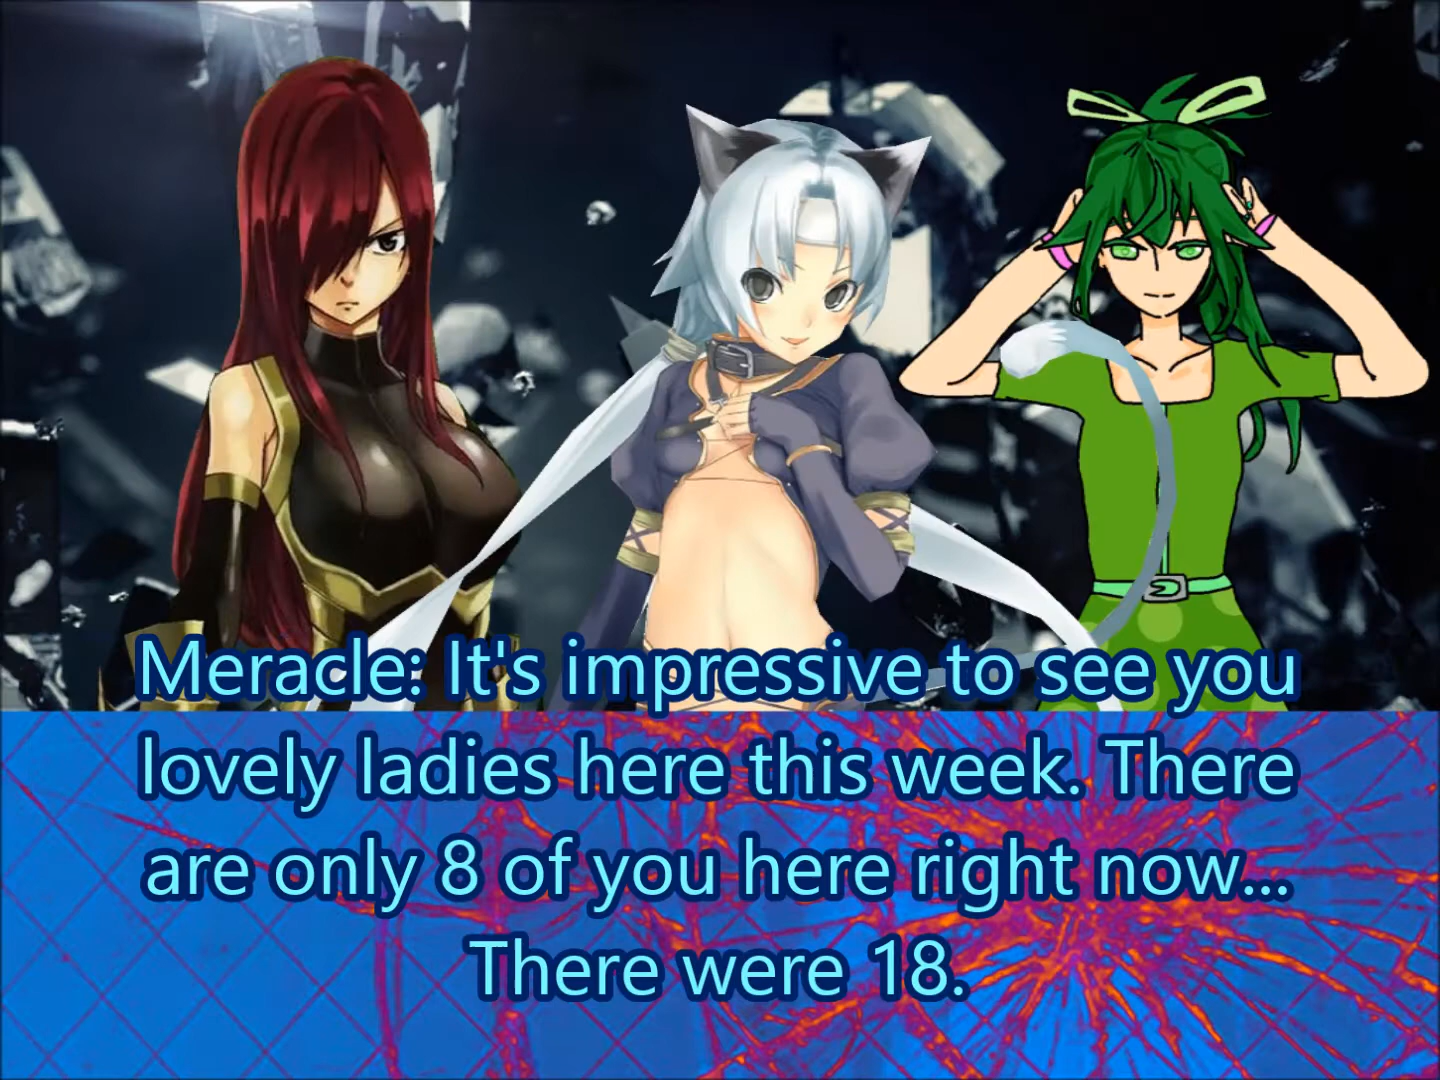 Meracle: It's impressive to see you
lovely ladies here this week. There
are only 8 of you here right now...
There were 18.